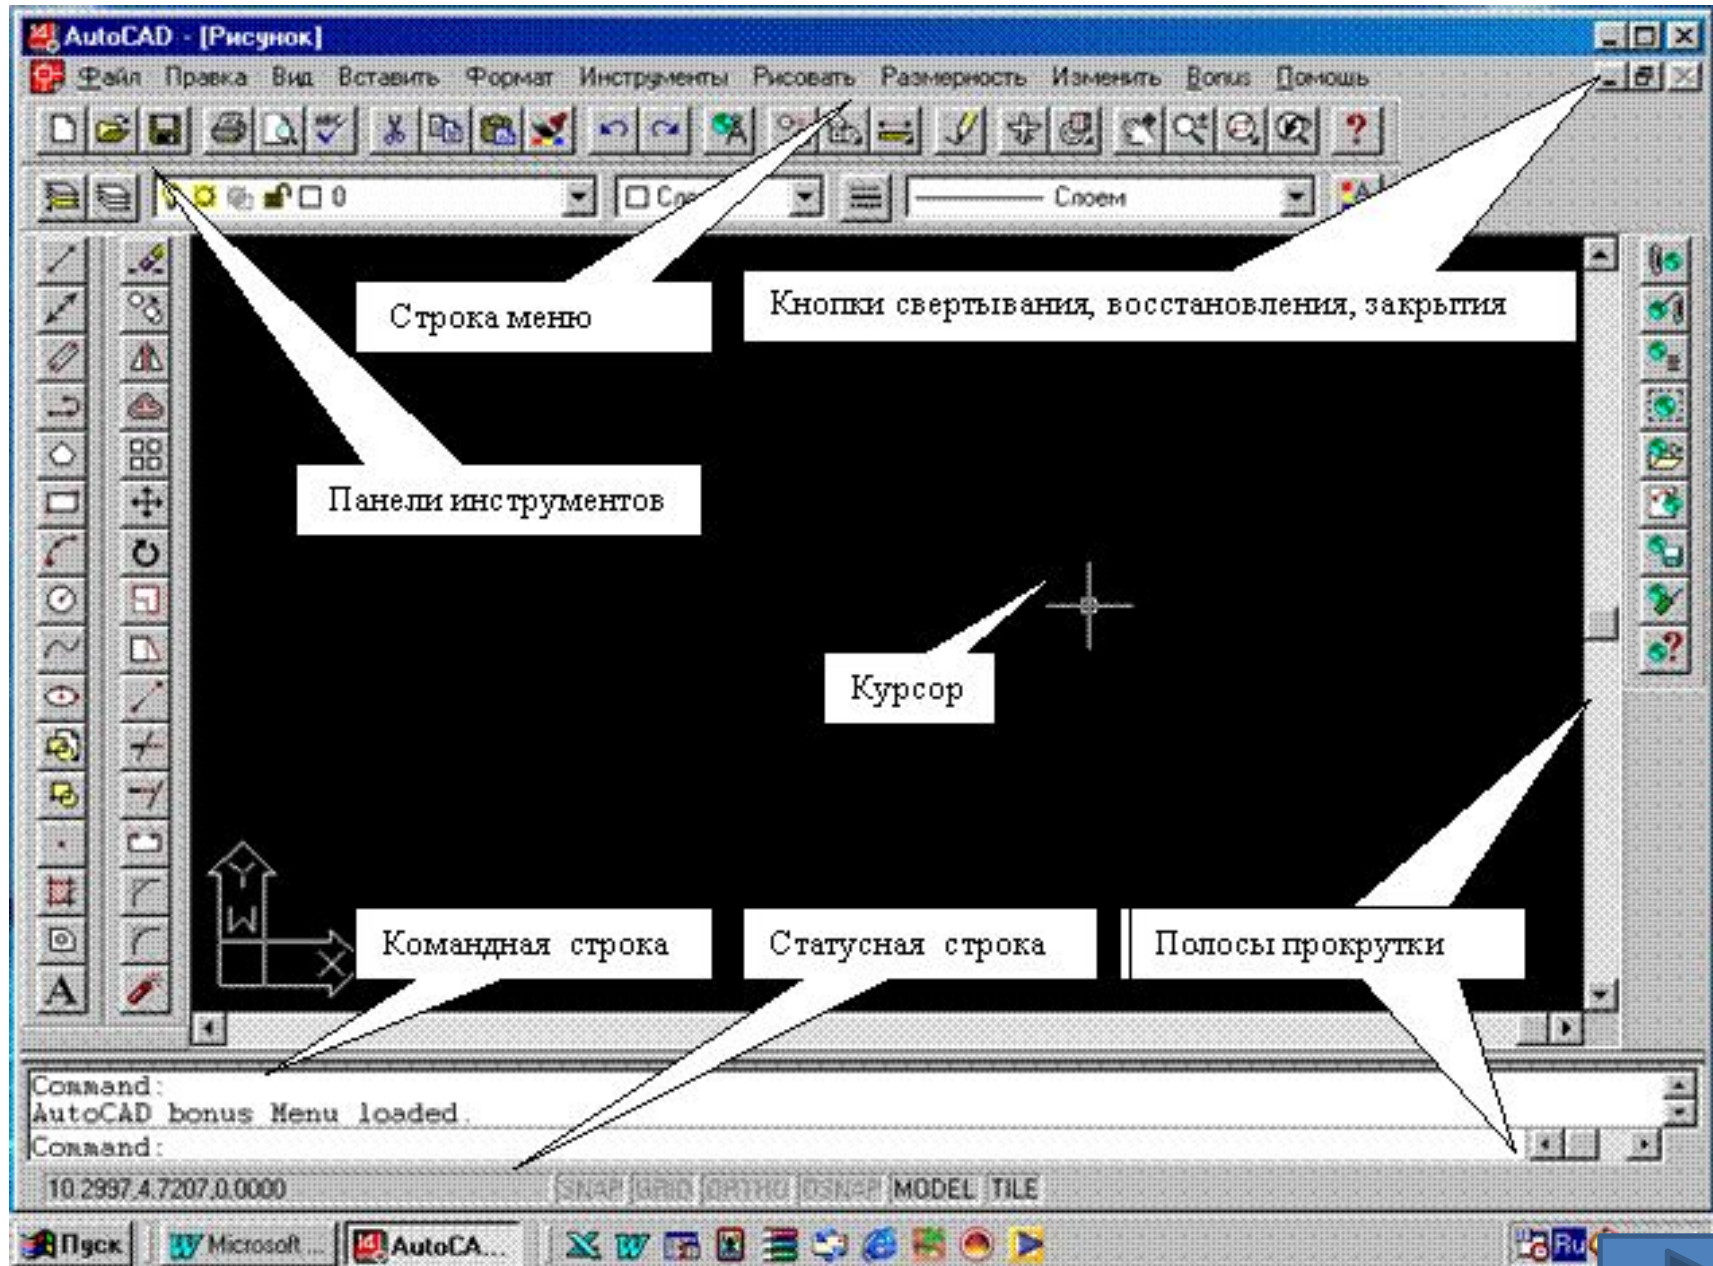 AutoCAD - [Рисунок]
Файл Правка Вид Вставить Формат Инструменты Рисовать Размерность Изменить Bonus Помощь
0 Слоем
Строка меню
Кнопки свертывания, восстановления, закрытия
Панели инструментов
Курсор
Y
W
X
Командная строка Статусная строка Полосы прокрутки
A
Command:
AutoCAD bonus Menu loaded.
Command:
10.2997,4.7207,0.0000 SNAP GRID ORTHO OSNAP MODEL TILE
Пуск Microsoft ... AutoCA... Ru